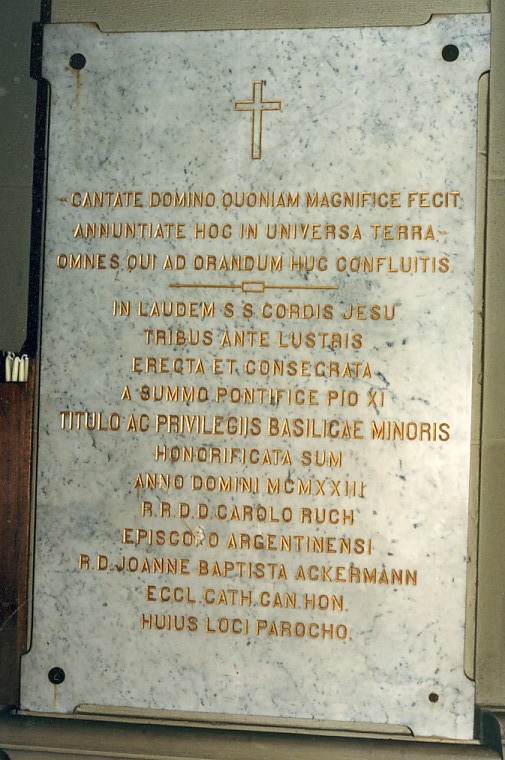 -CANTATE DOMINO QUONIAM MAGNIFICE FECIT
ANNUNTIATE HOC IN UNIVERSA TERRA-
OMNES QUI AD ORANDUM HUC CONFLUITIS.
IN LAUDEM S S CORDIS JESU
TRIBUS ANTE LUSTRIS
ERECTA ET CONSECRATA
A SUMMO PONTIFICE PIO XI
TITULO AC PRIVILEGIIS BASILICAE MINORIS
HONORIFICATA SUM
ANNO DOMINI MCMXXIII
R.R.D.D.CAROLO RUCH
EPISCOPO ARGENTINENSI
R.D.JOANNE BAPTISTA ACKERMANN
ECCL.CATH.CAN.HON.
HUIUS LOCI PAROCHO.